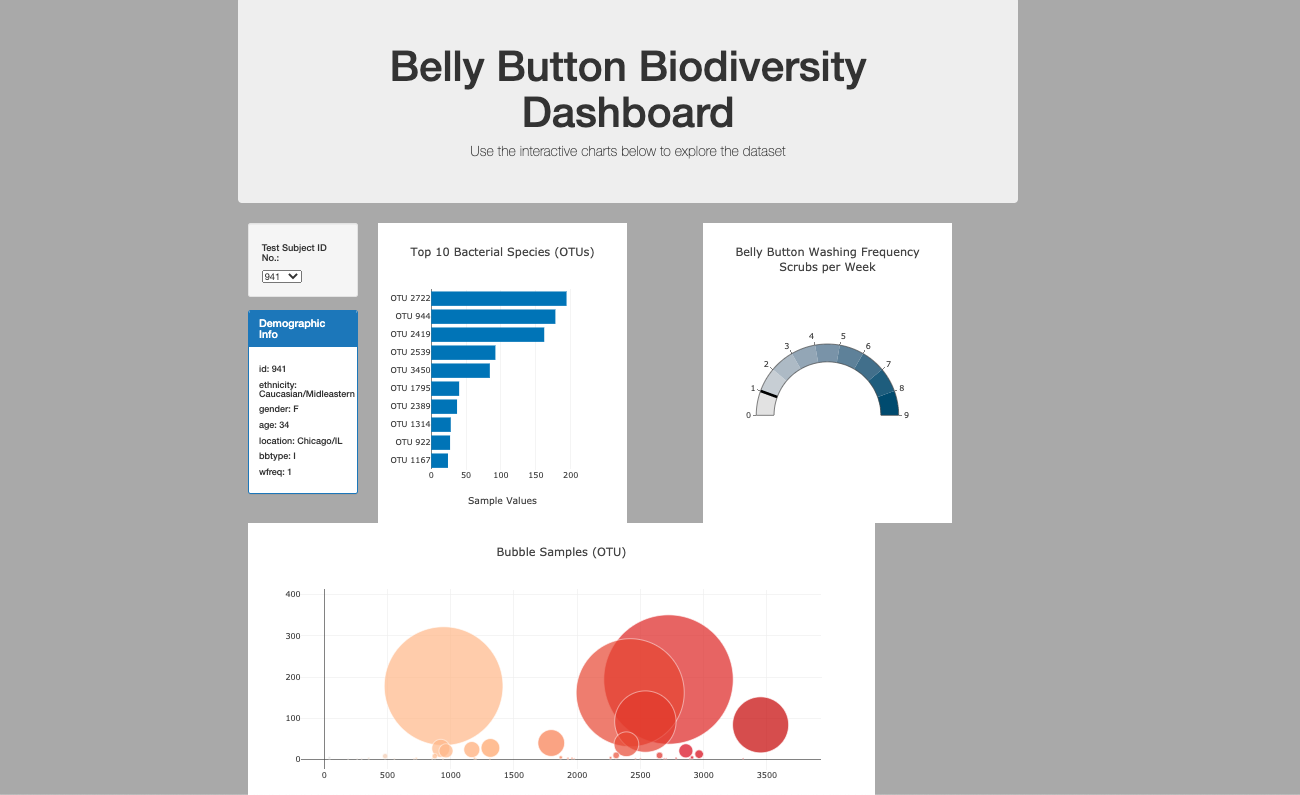 Belly Button Biodiversity
Dashboard
Use the interactive charts below to explore the dataset
Test Subject ID
No.:
941
Demographic
Info
id: 941
ethnicity:
Caucasian/Midleastern
gender: F
age: 34
location: Chicago/IL
bbtype: I
wfreq: 1
Top 10 Bacterial Species (OTUs)
OTU 2722
OTU 944
OTU 2419
OTU 2539
OTU 3450
OTU 1795
OTU 2389
OTU 1314
OTU 922
OTU 1167
0 50 100 150 200
Sample Values
Belly Button Washing Frequency
Scrubs per Week
0 1 2 3 4 5 6 7 8 9
Bubble Samples (OTU)
400
300
200
100
0
0 500 1000 1500 2000 2500 3000 3500